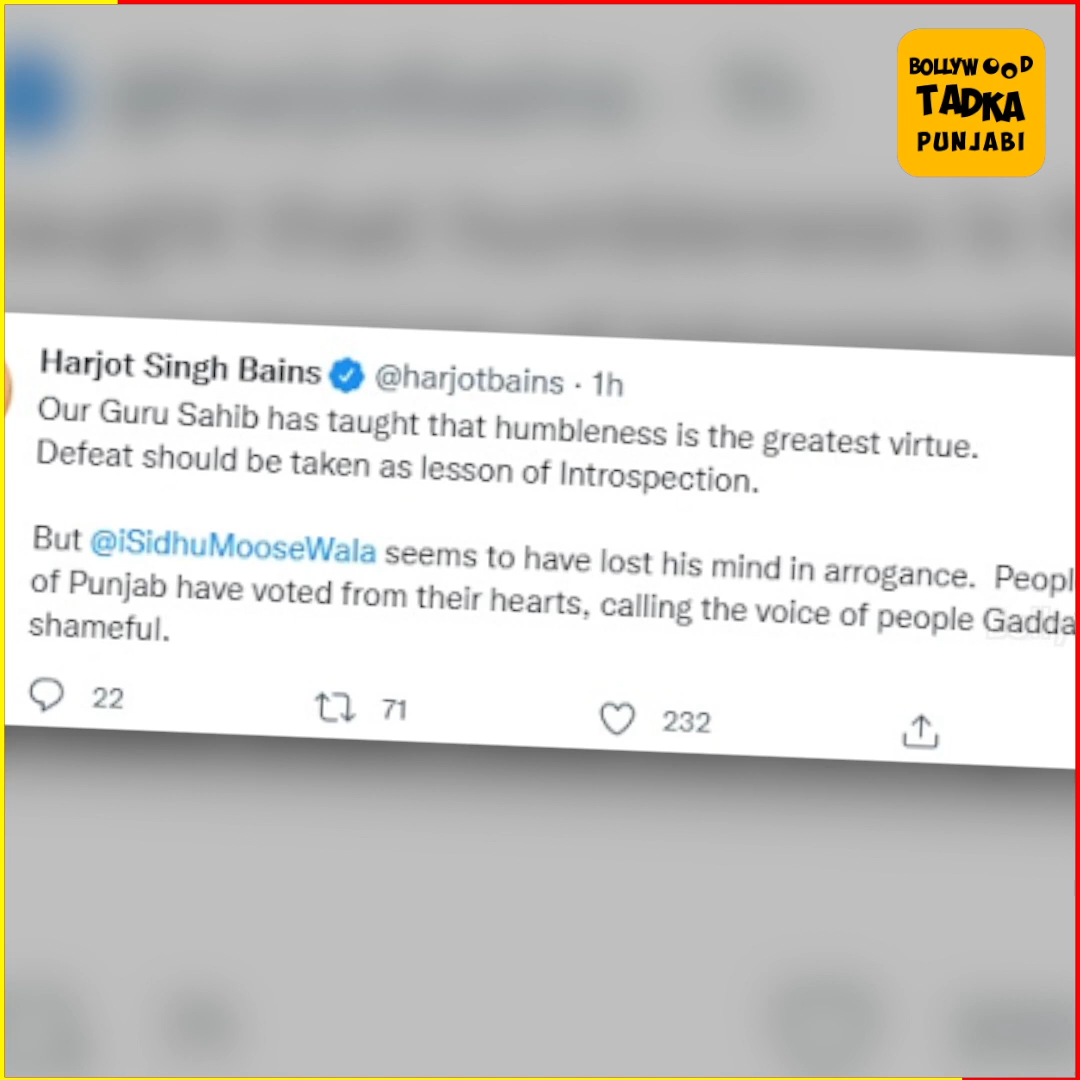 BOLLYWOOD
TADKA
PUNJABI
Harjot Singh Bains @harjotbains · 1h
Our Guru Sahib has taught that humbleness is the greatest virtue.
Defeat should be taken as lesson of Introspection.
But @iSidhuMooseWala seems to have lost his mind in arrogance. Peopl
of Punjab have voted from their hearts, calling the voice of people Gadda
shameful.
22 71 232